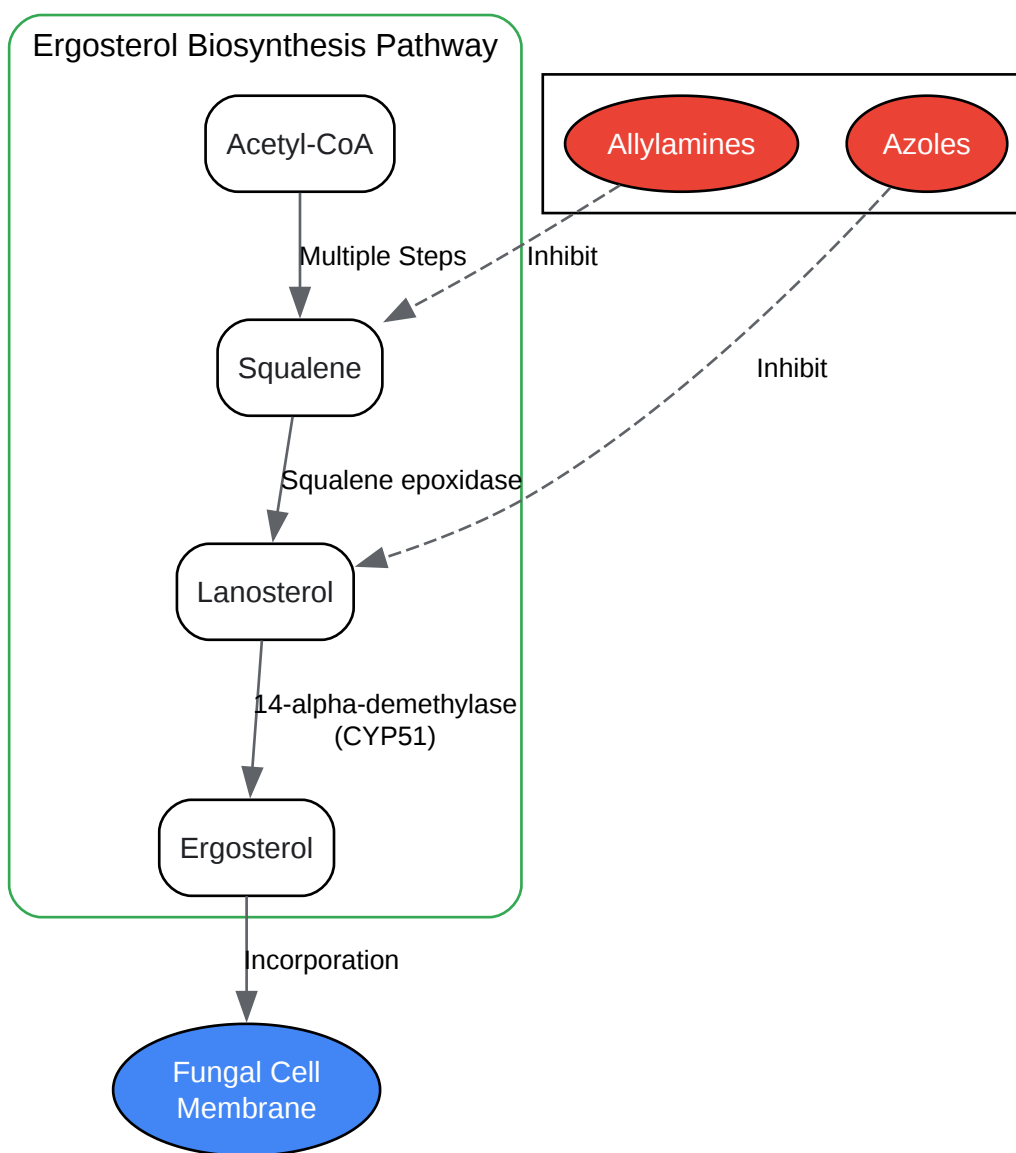 Ergosterol Biosynthesis Pathway
Acetyl-CoA
Allylamines
Azoles
Multiple Steps
Inhibit
Squalene
Inhibit
Squalene epoxidase
Lanosterol
14-alpha-demethylase
(CYP51)
Ergosterol
Incorporation
Fungal Cell
Membrane